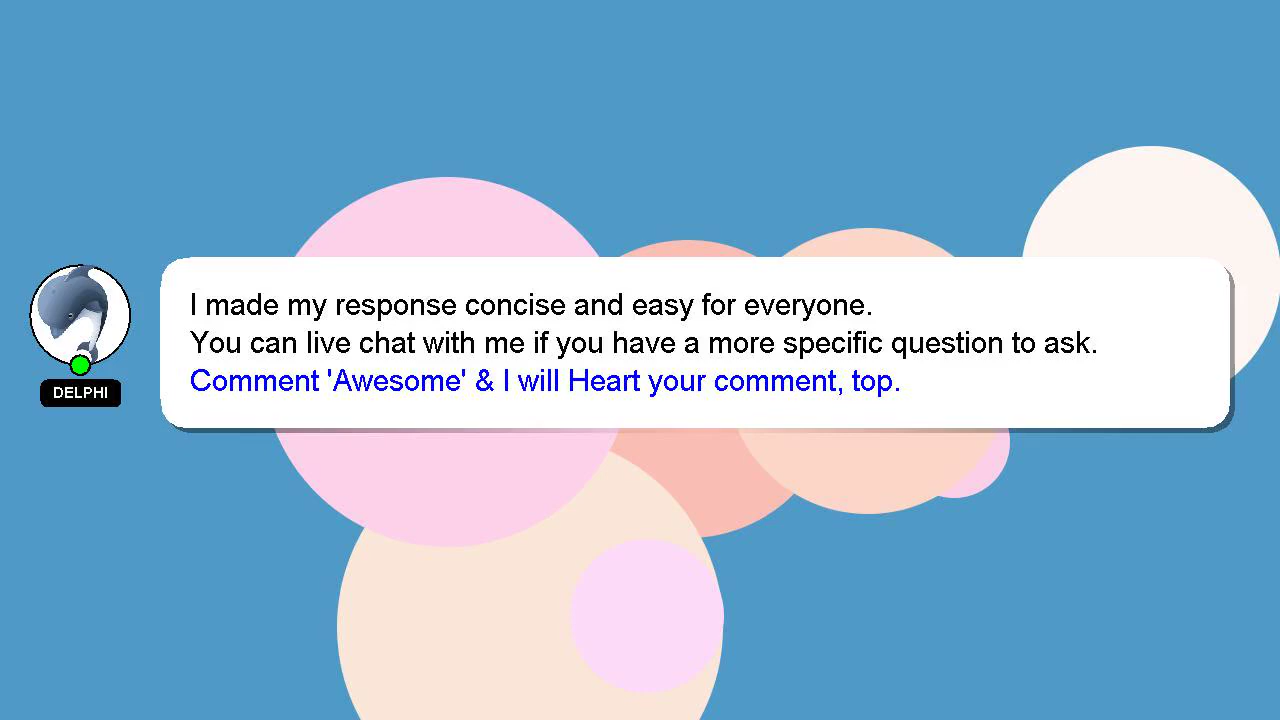 I made my response concise and easy for everyone.
You can live chat with me if you have a more specific question to ask.
Comment 'Awesome' & I will Heart your comment, top.
DELPHI